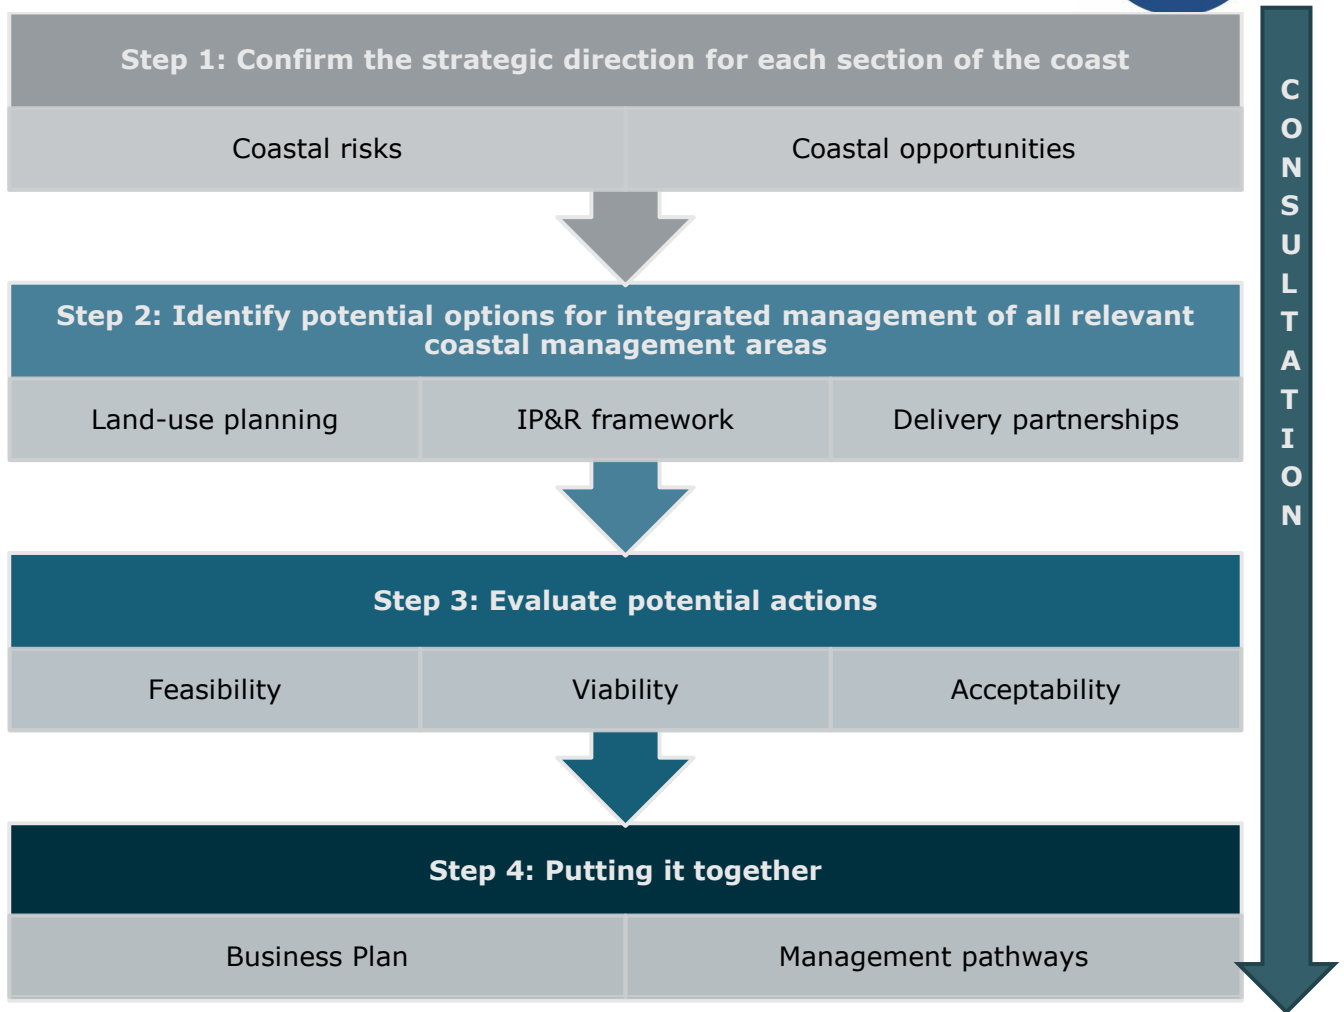 Step 1: Confirm the strategic direction for each section of the coast
Coastal risks
Coastal opportunities
Step 2: Identify potential options for integrated management of all relevant
coastal management areas
Land-use planning
IP&R framework
Delivery partnerships
Step 3: Evaluate potential actions
Feasibility
Viability
Acceptability
Step 4: Putting it together
Business Plan
Management pathways
C
O
N
S
U
L
T
A
T
I
O
N